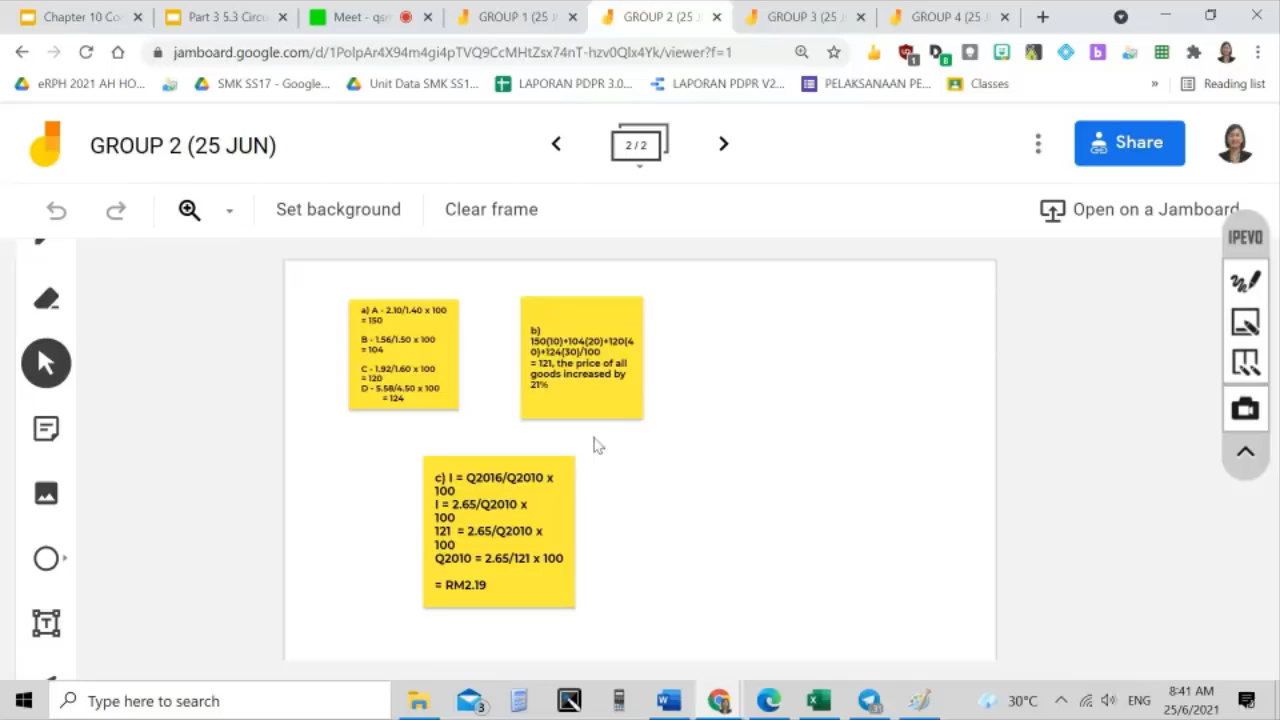 Chapter 10 Co
Part 3 5.3 Circu
Meet - qsn
GROUP 1 (25 J
GROUP 2 (25
GROUP 3 (25 J
GROUP 4 (25 J
jamboard.google.com/d/1PolpAr4X94m4gi4pTVQ9CcMHtZsx74nT-hzv0Qlx4Yk/viewer?f=1
eRPH 2021 AH HO...
SMK SS17 - Google...
Unit Data SMK SS1...
LAPORAN PDPR 3.0...
LAPORAN PDPR V2...
PELAKSANAAN PE...
Classes
»
Reading list
GROUP 2 (25 JUN)
2 / 2
Share
Set background
Clear frame
Open on a Jamboard
IPEVO
a) A - 2.10/1.40 x 100
= 150
B - 1.56/1.50 x 100
= 104
C - 1.92/1.60 x 100
= 120
D - 5.58/4.50 x 100
= 124
b)
150(10)+104(20)+120(4
0)+124(30)/100
= 121, the price of all
goods increased by
21%
c) I = Q2016/Q2010 x
100
I = 2.65/Q2010 x
100
121 = 2.65/Q2010 x
100
Q2010 = 2.65/121 x 100
= RM2.19
Type here to search
30°C
ENG
8:41 AM
25/6/2021